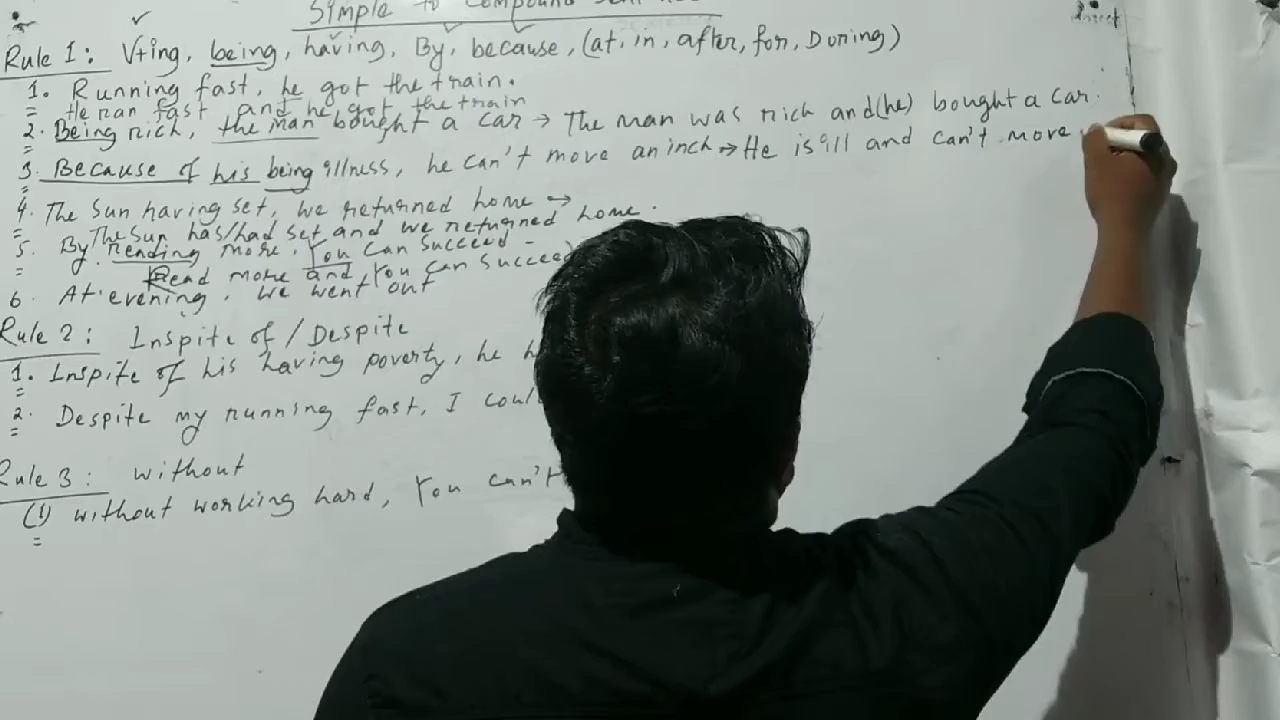 Simple to Compound
Rule 1: V+ing, being, having, By, because, (at, in, after, for, During)
1. Running fast, he got the train.
He ran fast and he got the train
2. Being rich, the man bought a car → The man was rich and (he) bought a car.
3. Because of his being illness, he can't move an inch → He is ill and can't move
4. The Sun having set, we returned home →
The Sun has/had set and we returned home.
5. By reading more, You Can Succeed -
Read more and You can Succeed
6. At evening, we went out
Rule 2: Inspite of / Despite
1. Inspite of his having poverty, he
2. Despite my running fast, I
Rule 3: without
(1) without working hard, You can't